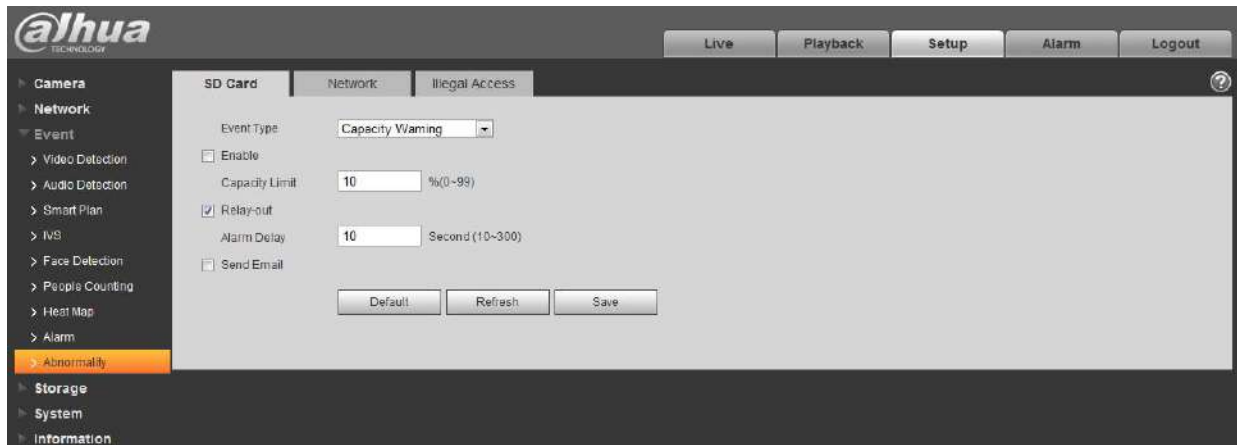 alhua
TECHNOLOGY
Live Playback Setup Alarm Logout
Camera
Network
Event
> Video Detection
> Audio Detection
> Smart Plan
> IVS
> Face Detection
> People Counting
> Heat Map
> Alarm
> Abnormality
Storage
System
Information
SD Card Network Illegal Access ?
Event Type Capacity Warning
Enable
Capacity Limit 10 %(0~99)
Relay-out
Alarm Delay 10 Second (10~300)
Send Email
Default Refresh Save